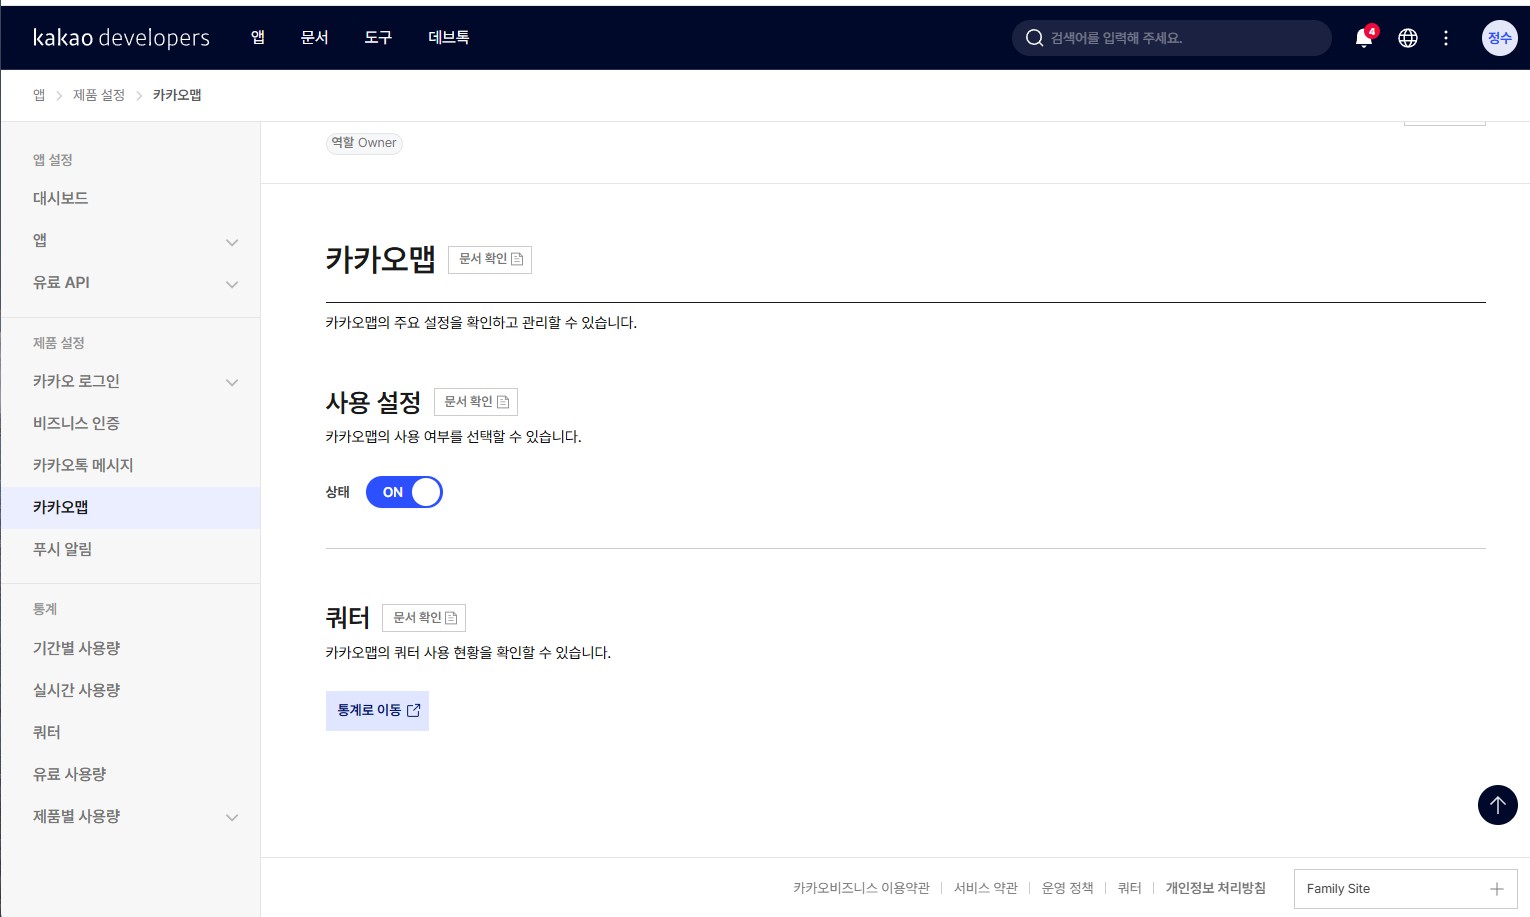 kakao developers
앱
문서
도구
데브톡
검색어를 입력해 주세요.
4
정수
앱 > 제품 설정 > 카카오맵
앱 설정
대시보드
앱
유료 API
제품 설정
카카오 로그인
비즈니스 인증
카카오톡 메시지
카카오맵
푸시 알림
통계
기간별 사용량
실시간 사용량
쿼터
유료 사용량
제품별 사용량
역할 Owner
카카오맵 문서 확인
카카오맵의 주요 설정을 확인하고 관리할 수 있습니다.
사용 설정 문서 확인
카카오맵의 사용 여부를 선택할 수 있습니다.
상태 ON
쿼터 문서 확인
카카오맵의 쿼터 사용 현황을 확인할 수 있습니다.
통계로 이동
카카오비즈니스 이용약관 | 서비스 약관 | 운영 정책 | 쿼터 | 개인정보 처리방침
Family Site